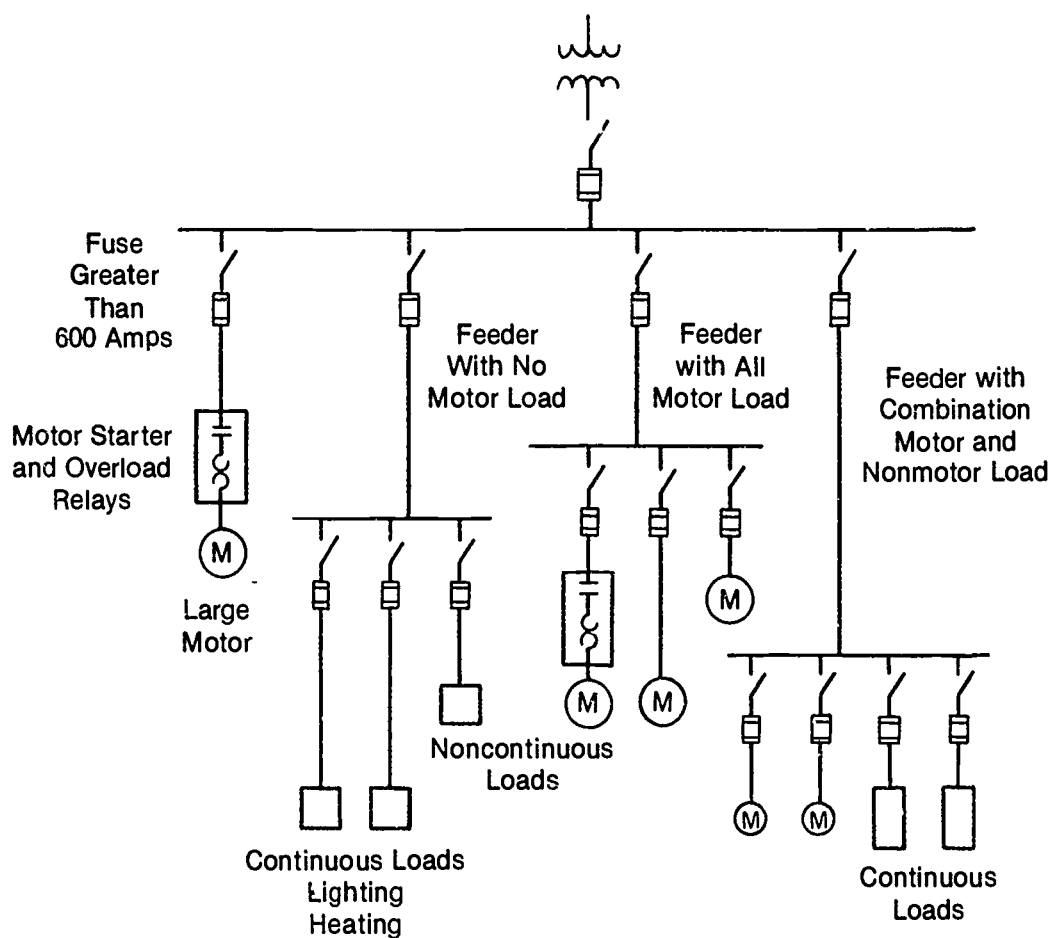 Fuse
Greater
Than
600 Amps
Feeder
With No
Motor Load
Feeder
with All
Motor Load
Feeder with
Combination
Motor and
Nonmotor Load
Motor Starter
and Overload
Relays
M
Large
Motor
M
M
M
Noncontinuous
Loads
M
M
Continuous Loads
Lighting
Heating
Continuous
Loads